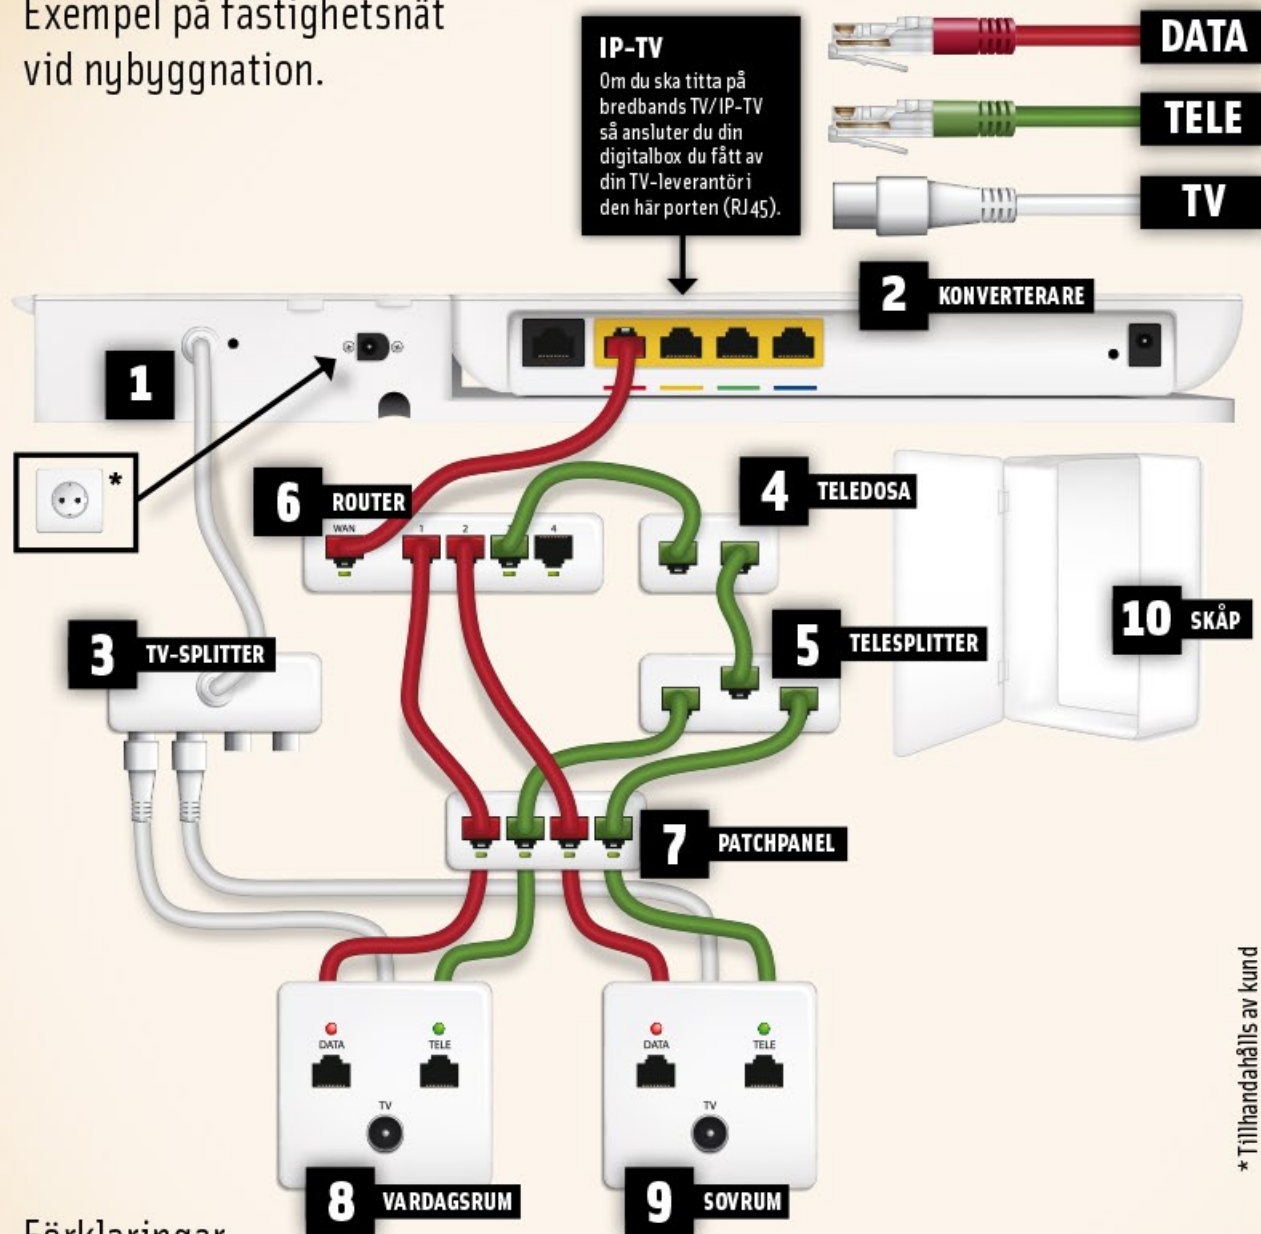 Exempel på fastighetsnät
vid nybyggnation.
IP-TV
Om du ska titta på
bredbands TV/IP-TV
så ansluter du din
digitalbox du fått av
din TV-leverantör i
den här porten (RJ45).
DATA
TELE
TV
2 KONVERTERARE
1
*
6 ROUTER
WAN 1 2 3 4
4 TELEDOSA
10 SKÅP
3 TV-SPLITTER
5 TELESPLITTER
7 PATCHPANEL
DATA TELE
TV
8 VARDAGSRUM
DATA TELE
TV
9 SOVRUM
* Tillhandahålls av kund
Förklaringar